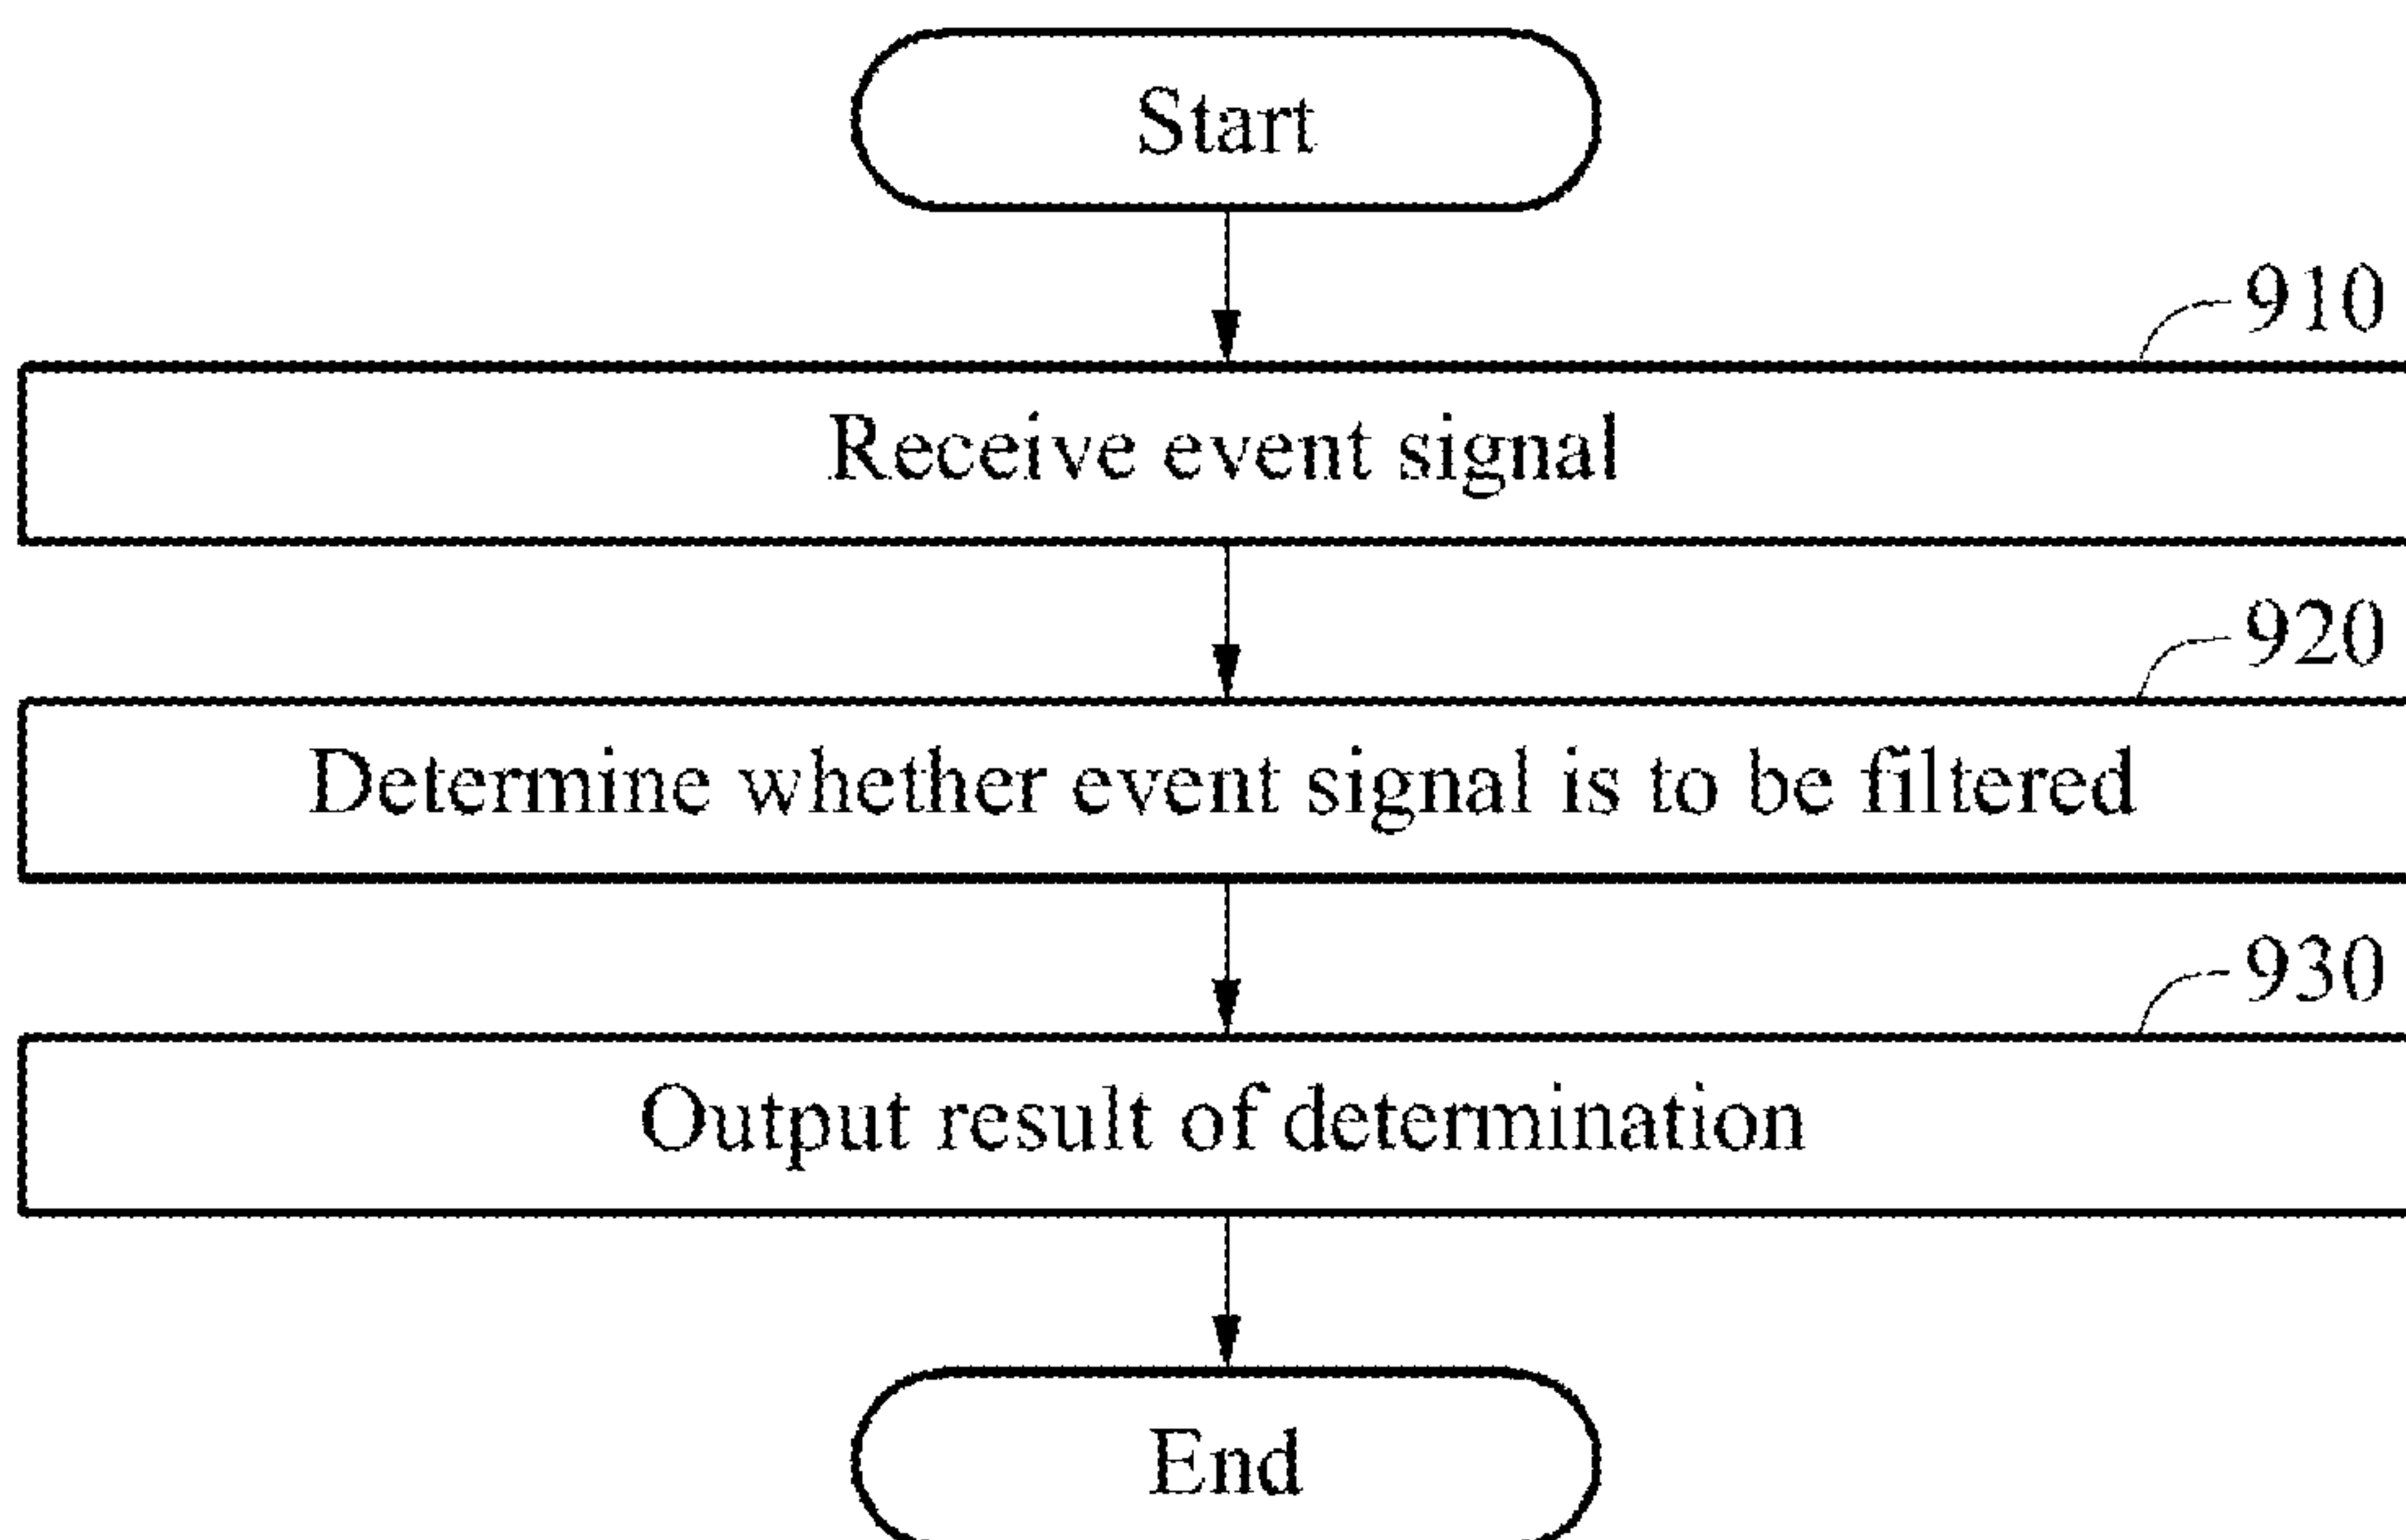 Start
910
Receive event signal
920
Determine whether event signal is to be filtered
930
Output result of determination
End